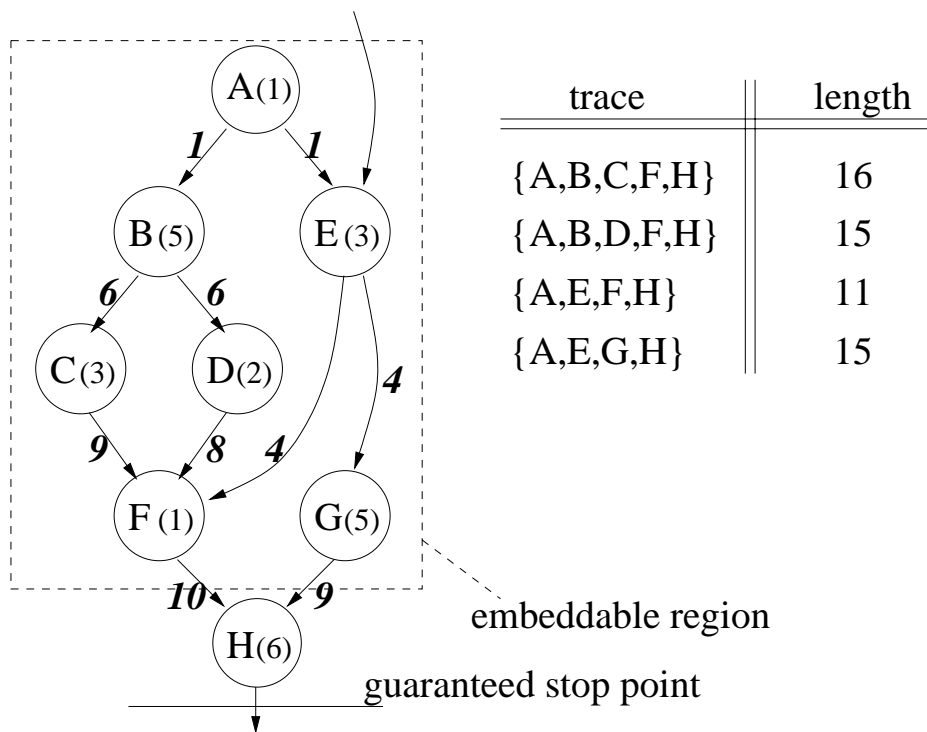 A(1)
1 1
B(5) E(3)
6 6
C(3) D(2)
4
9 8 4
F(1) G(5)
10 9
H(6)
embeddable region
guaranteed stop point
trace length
{A,B,C,F,H} 16
{A,B,D,F,H} 15
{A,E,F,H} 11
{A,E,G,H} 15